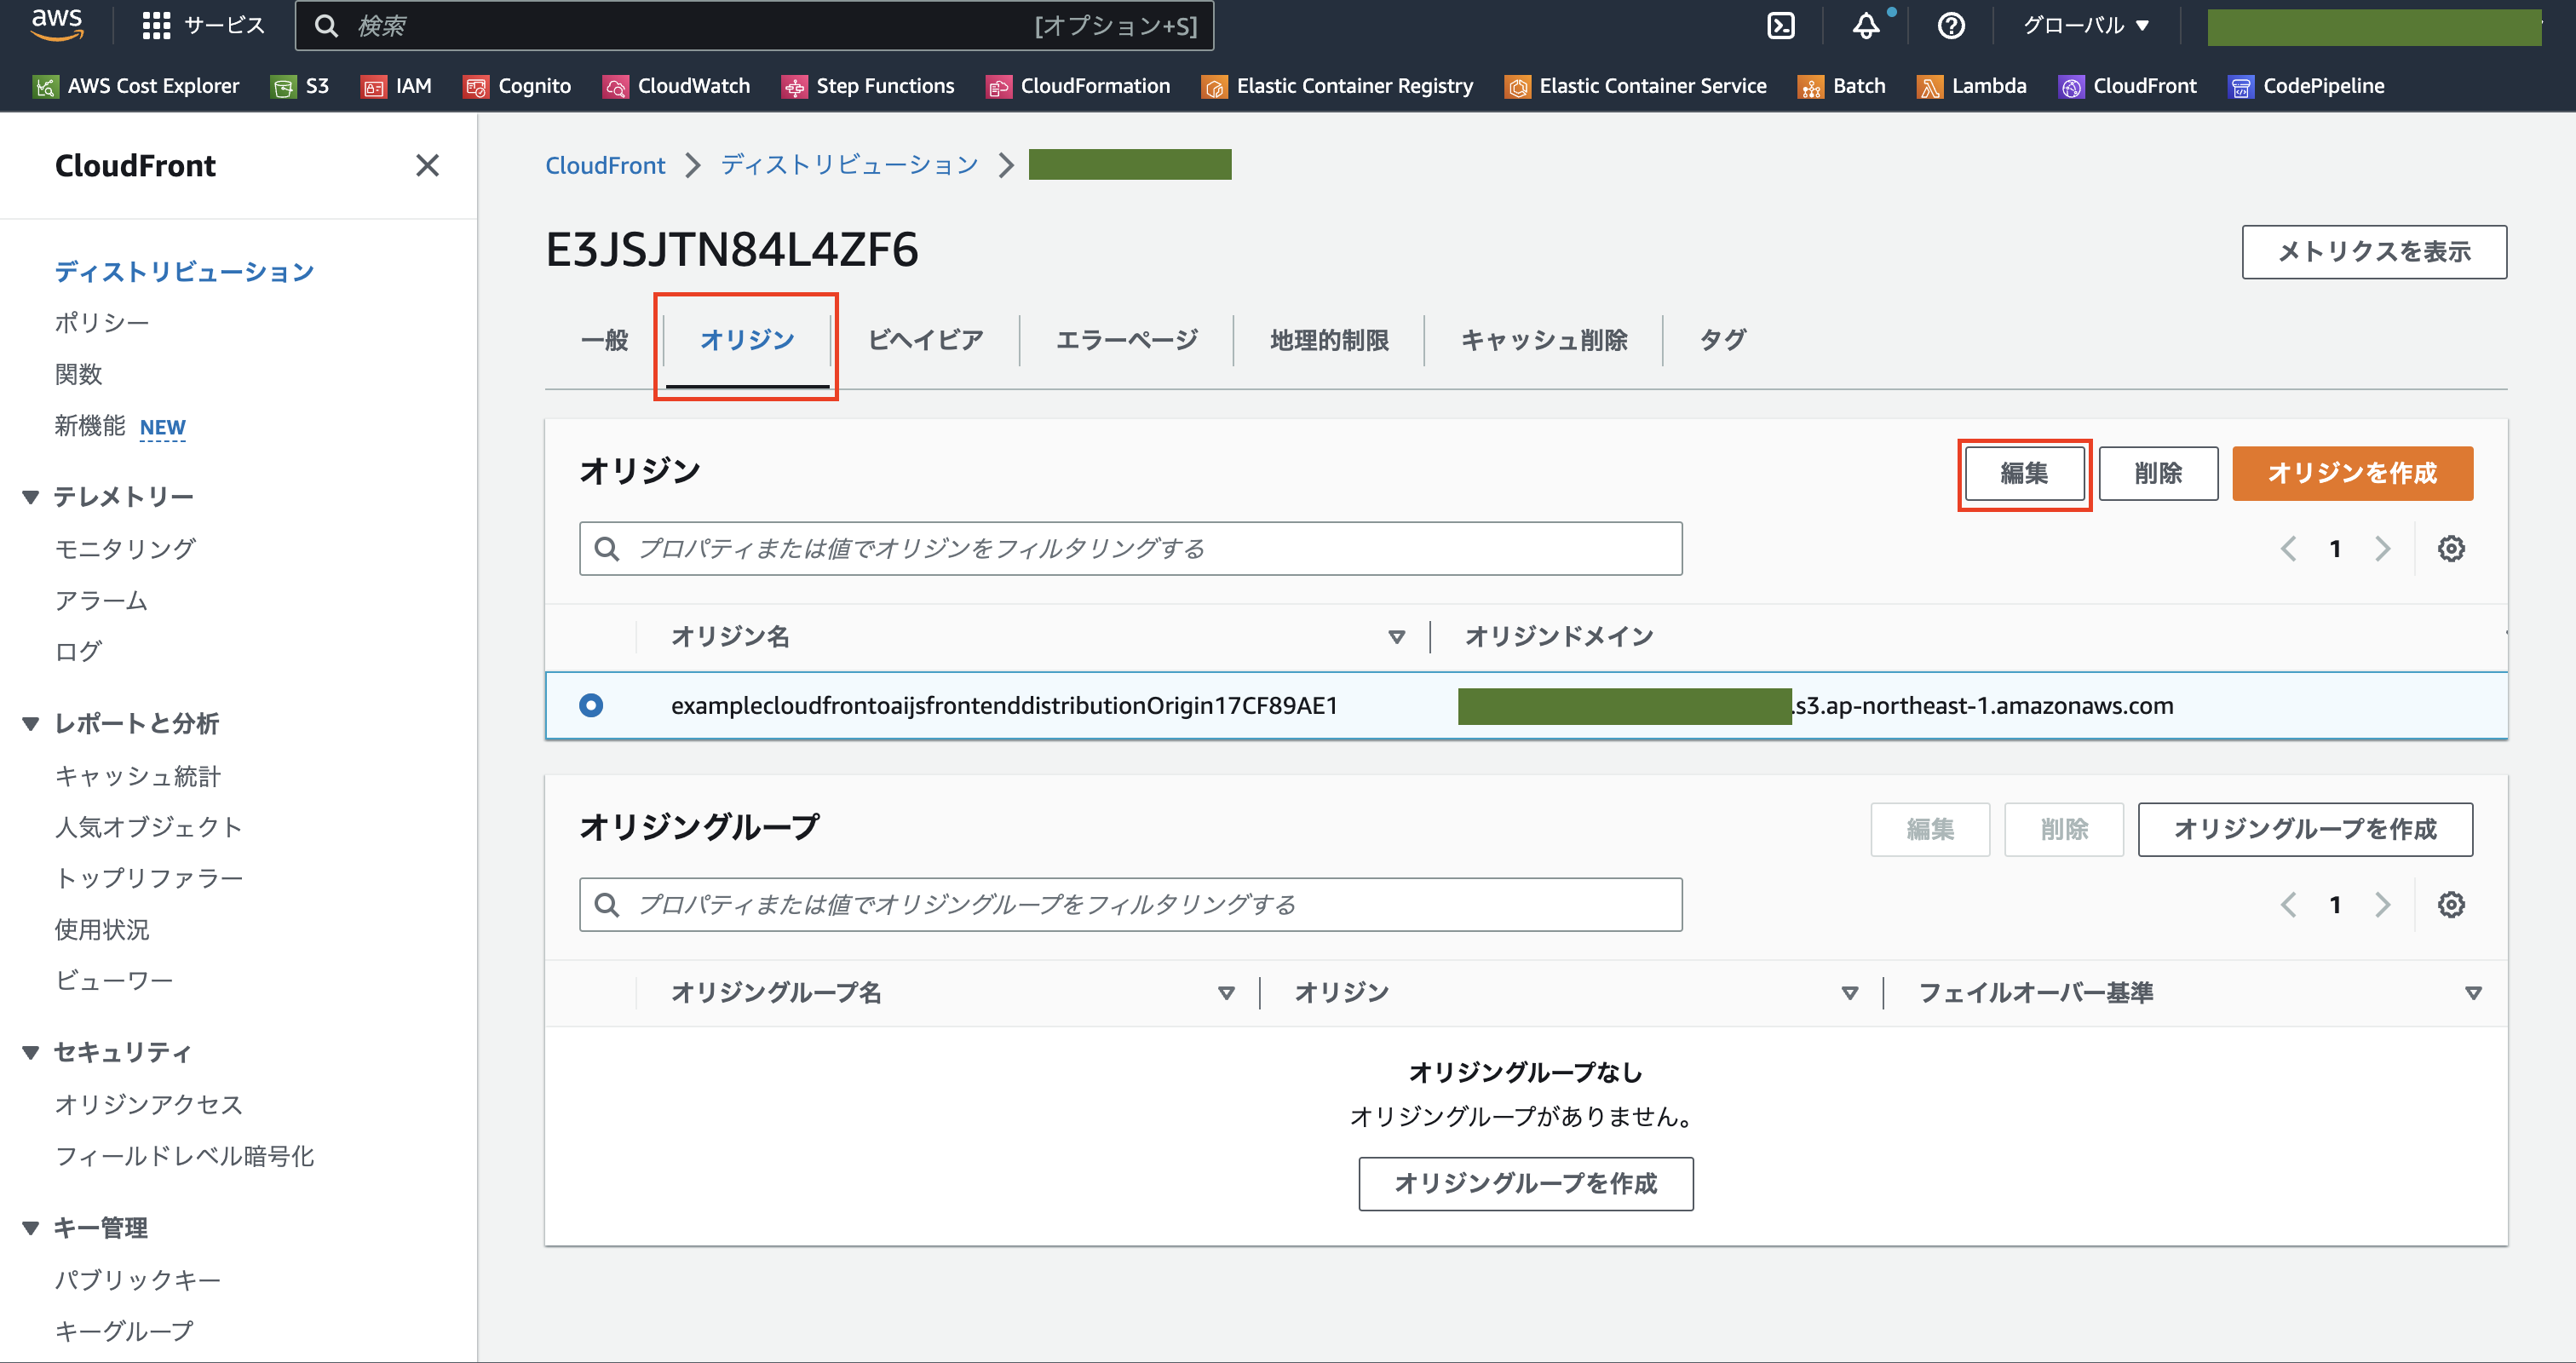 aws
サービス
検索
[オプション+S]
グローバル ▼
AWS Cost Explorer
S3
IAM
Cognito
CloudWatch
Step Functions
CloudFormation
Elastic Container Registry
Elastic Container Service
Batch
Lambda
CloudFront
CodePipeline
CloudFront
ディストリビューション
ポリシー
関数
新機能 NEW
テレメトリー
モニタリング
アラーム
ログ
レポートと分析
キャッシュ統計
人気オブジェクト
トップリファラー
使用状況
ビューワー
セキュリティ
オリジンアクセス
フィールドレベル暗号化
キー管理
パブリックキー
キーグループ
CloudFront > ディストリビューション >
E3JSJTN84L4ZF6
メトリクスを表示
一般
オリジン
ビヘイビア
エラーページ
地理的制限
キャッシュ削除
タグ
オリジン
編集
削除
オリジンを作成
プロパティまたは値でオリジンをフィルタリングする
1
オリジン名
オリジンドメイン
examplecloudfrontoaijsfrontenddistributionOrigin17CF89AE1
.s3.ap-northeast-1.amazonaws.com
オリジングループ
編集
削除
オリジングループを作成
プロパティまたは値でオリジングループをフィルタリングする
1
オリジングループ名
オリジン
フェイルオーバー基準
オリジングループなし
オリジングループがありません。
オリジングループを作成